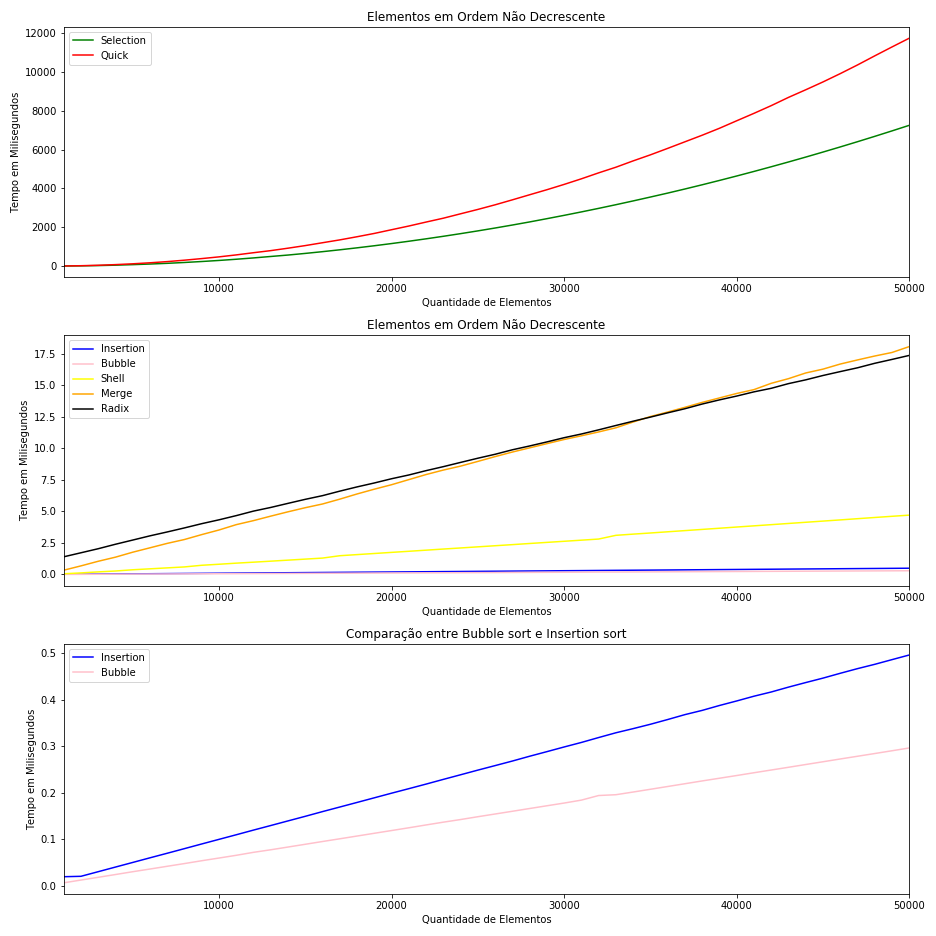 Elementos em Ordem Não Decrescente
Selection
Quick
12000
10000
8000
6000
4000
2000
0
Tempo em Milisegundos
10000 20000 30000 40000 50000
Quantidade de Elementos
Elementos em Ordem Não Decrescente
Insertion
Bubble
Shell
Merge
Radix
17.5
15.0
12.5
10.0
7.5
5.0
2.5
0.0
Tempo em Milisegundos
10000 20000 30000 40000 50000
Quantidade de Elementos
Comparação entre Bubble sort e Insertion sort
Insertion
Bubble
0.5
0.4
0.3
0.2
0.1
0.0
Tempo em Milisegundos
10000 20000 30000 40000 50000
Quantidade de Elementos